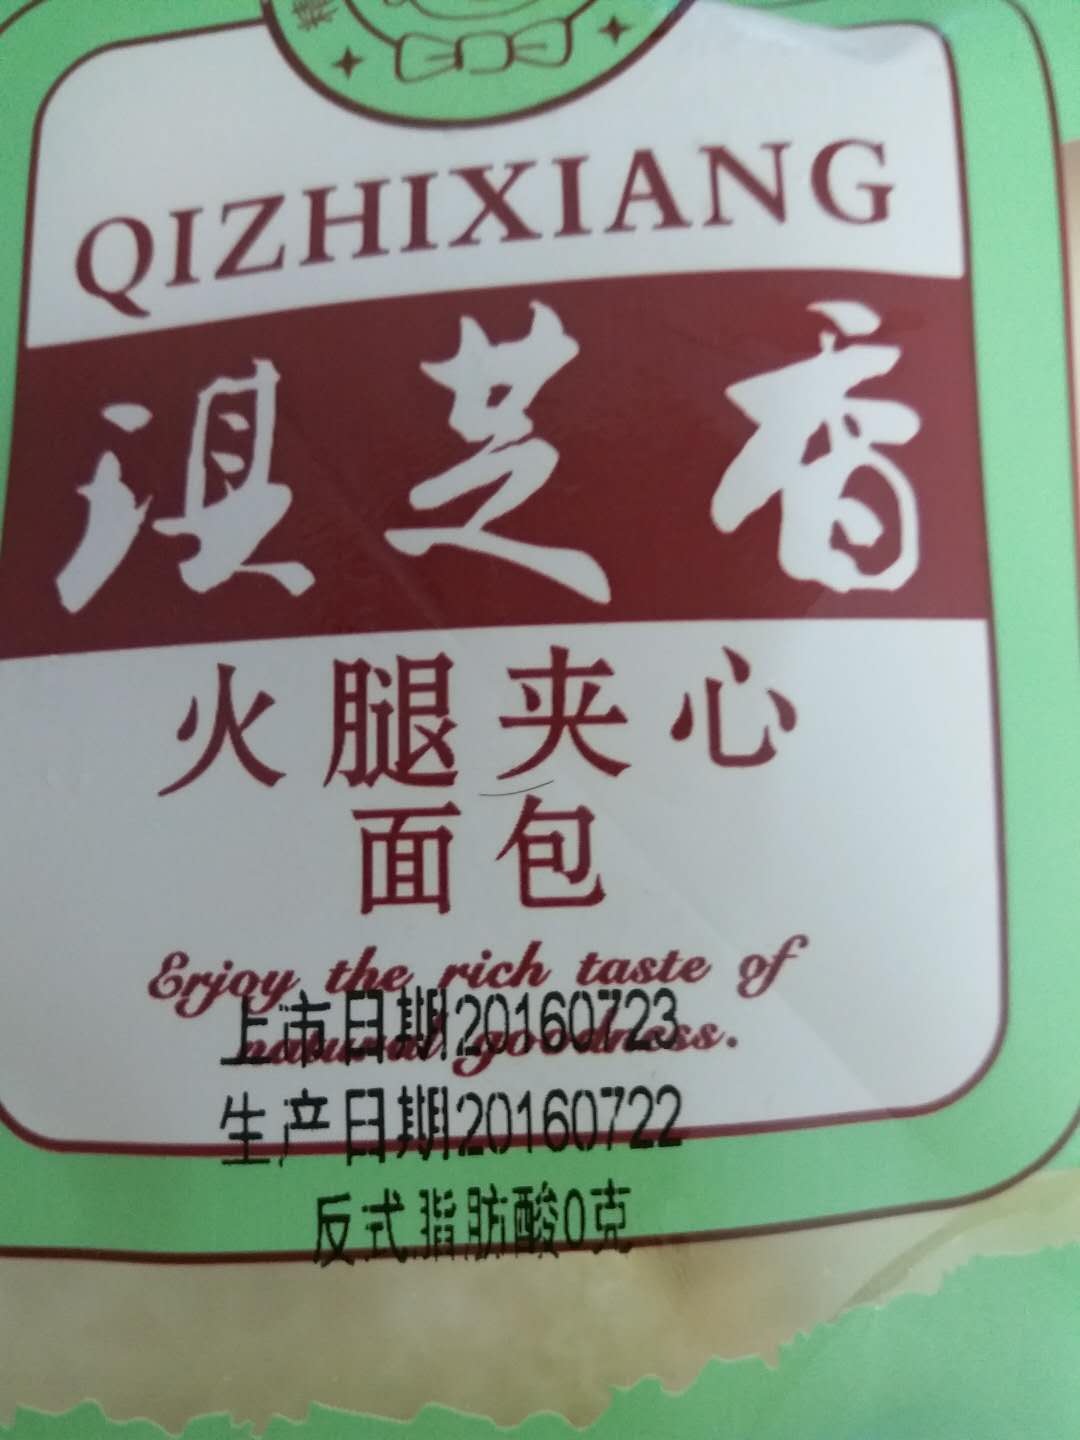 QIZHIXIANG
琪芝香
火腿夹心
面包
Enjoy the rich taste of
natural goodness.
上市日期20160723
生产日期20160722
反式脂肪酸0克